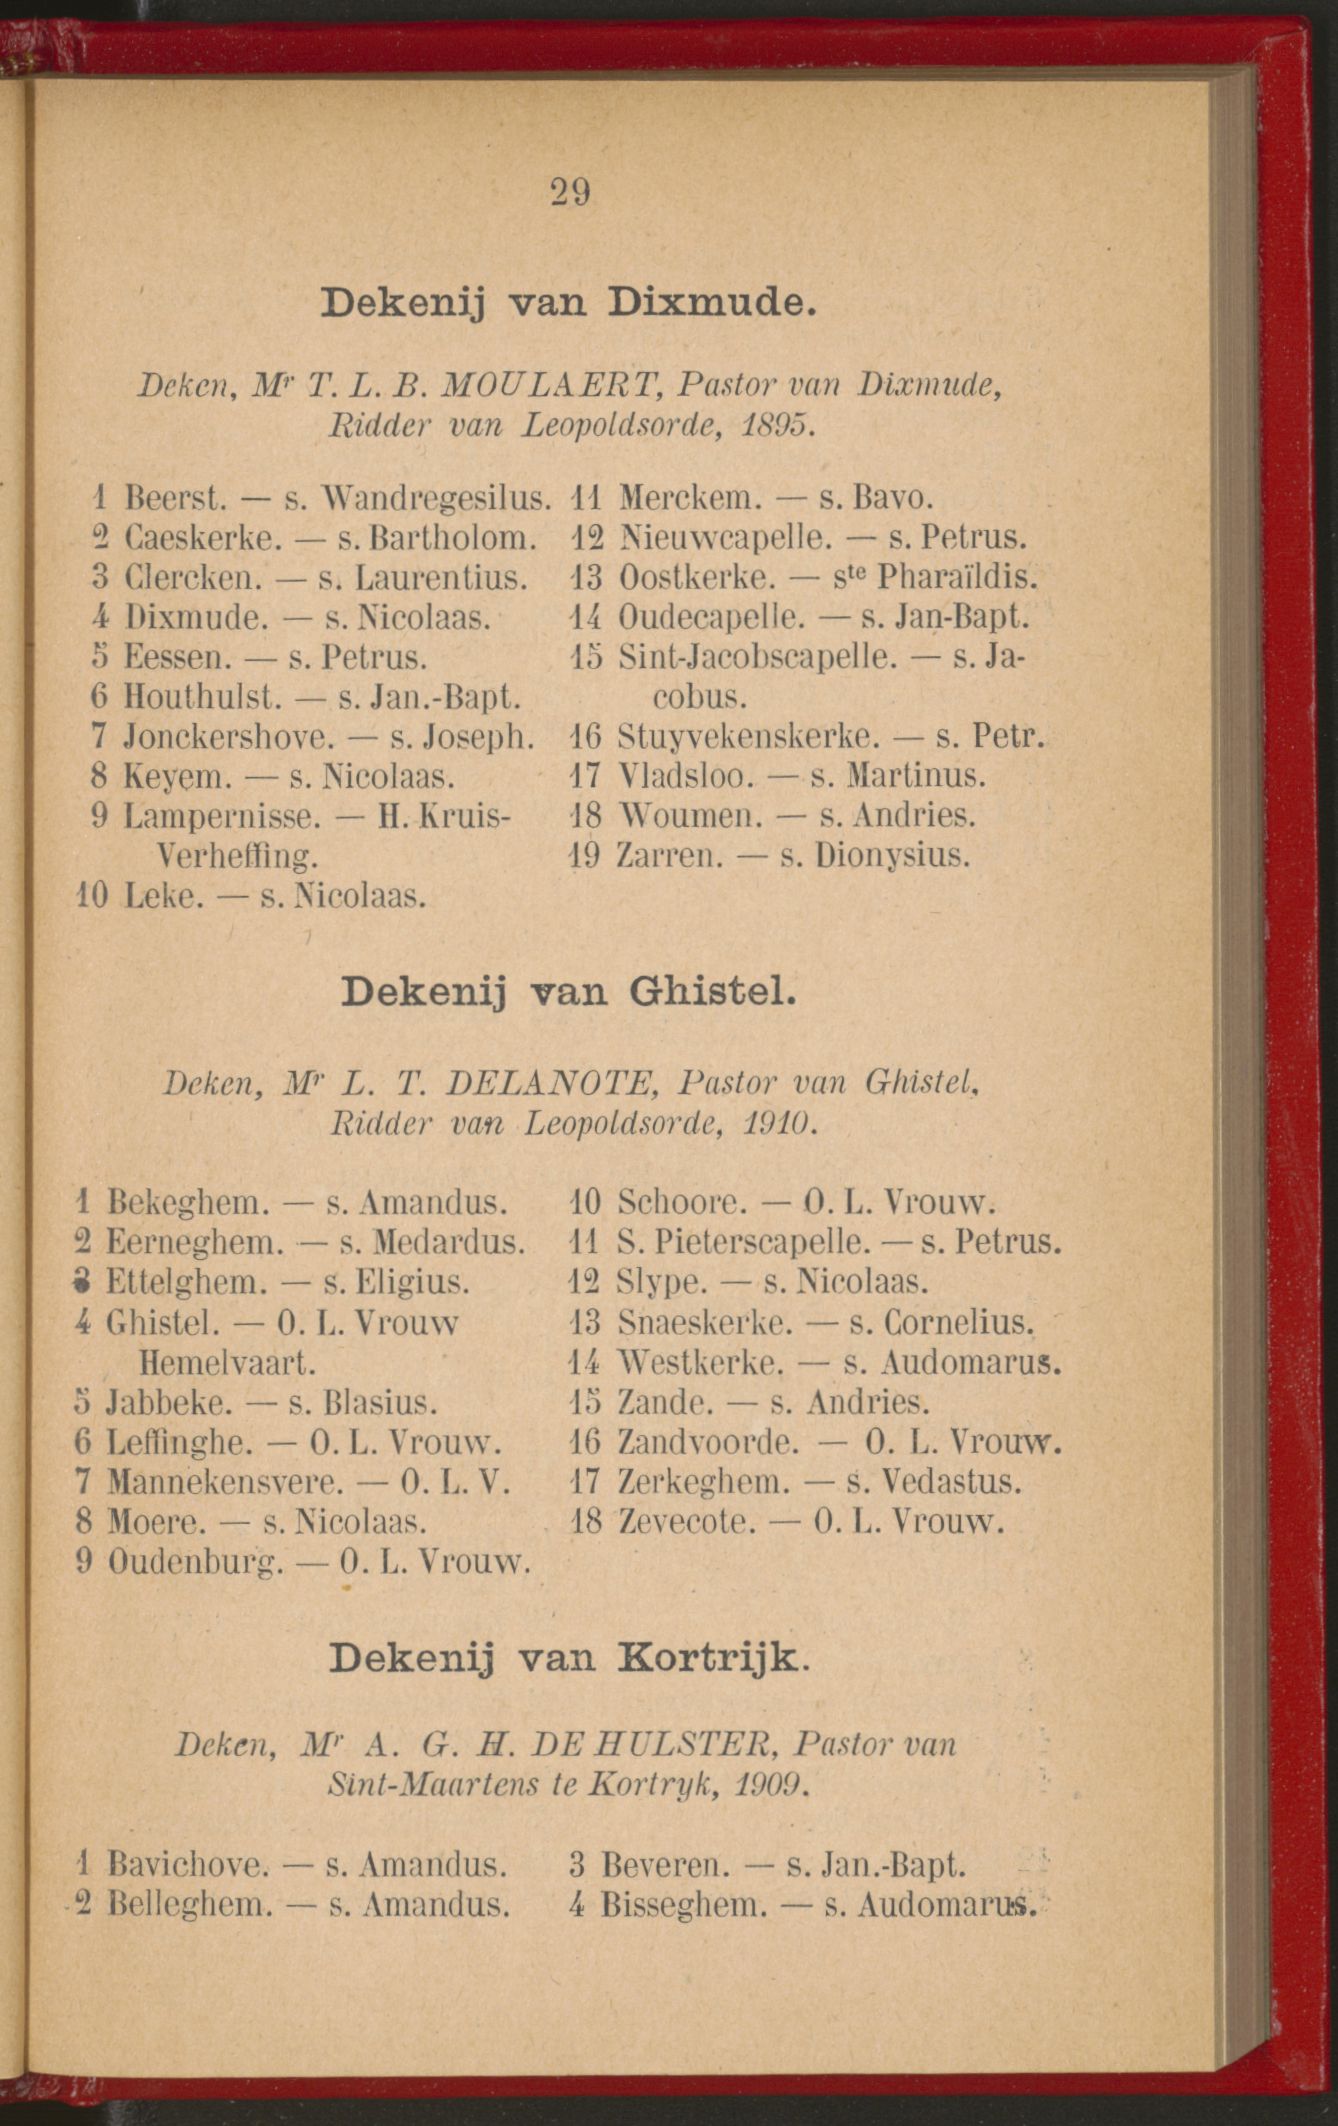 29
Dekenij van Dixmude.
Deken, Mr T. L. B. MOULAERT, Pastor van Dixmude,
Ridder van Leopoldsorde, 1895.
1 Beerst. — s. Wandregesilus.
2 Caeskerke. — s. Bartholom.
3 Clercken. — s. Laurentius.
4 Dixmude. — s. Nicolaas.
5 Eessen. — s. Petrus.
6 Houthulst. — s. Jan.-Bapt.
7 Jonckershove. — s. Joseph.
8 Keyem. — s. Nicolaas.
9 Lampernisse. — H. Kruis-
Verheffing.
10 Leke. — s. Nicolaas.
11 Merckem. — s. Bavo.
12 Nieuwcapelle. — s. Petrus.
13 Oostkerke. — ste Pharaïldis.
14 Oudecapelle. — s. Jan-Bapt.
15 Sint-Jacobscapelle. — s. Ja-
cobus.
16 Stuyvekenskerke. — s. Petr.
17 Vladsloo. — s. Martinus.
18 Woumen. — s. Andries.
19 Zarren. — s. Dionysius.
Dekenij van Ghistel.
Deken, Mr L. T. DELANOTE, Pastor van Ghistel,
Ridder van Leopoldsorde, 1910.
1 Bekeghem. — s. Amandus.
2 Eerneghem. — s. Medardus.
3 Ettelghem. — s. Eligius.
4 Ghistel. — O. L. Vrouw
Hemelvaart.
5 Jabbeke. — s. Blasius.
6 Leffinghe. — O. L. Vrouw.
7 Mannekensvere. — O. L. V.
8 Moere. — s. Nicolaas.
9 Oudenburg. — O. L. Vrouw.
10 Schoore. — O. L. Vrouw.
11 S. Pieterscapelle. — s. Petrus.
12 Slype. — s. Nicolaas.
13 Snaeskerke. — s. Cornelius.
14 Westkerke. — s. Audomarus.
15 Zande. — s. Andries.
16 Zandvoorde. — O. L. Vrouw.
17 Zerkeghem. — s. Vedastus.
18 Zevecote. — O. L. Vrouw.
Dekenij van Kortrijk.
Deken, Mr A. G. H. DE HULSTER, Pastor van
Sint-Maartens te Kortryk, 1909.
1 Bavichove. — s. Amandus.
2 Belleghem. — s. Amandus.
3 Beveren. — s. Jan.-Bapt.
4 Bisseghem. — s. Audomarus.